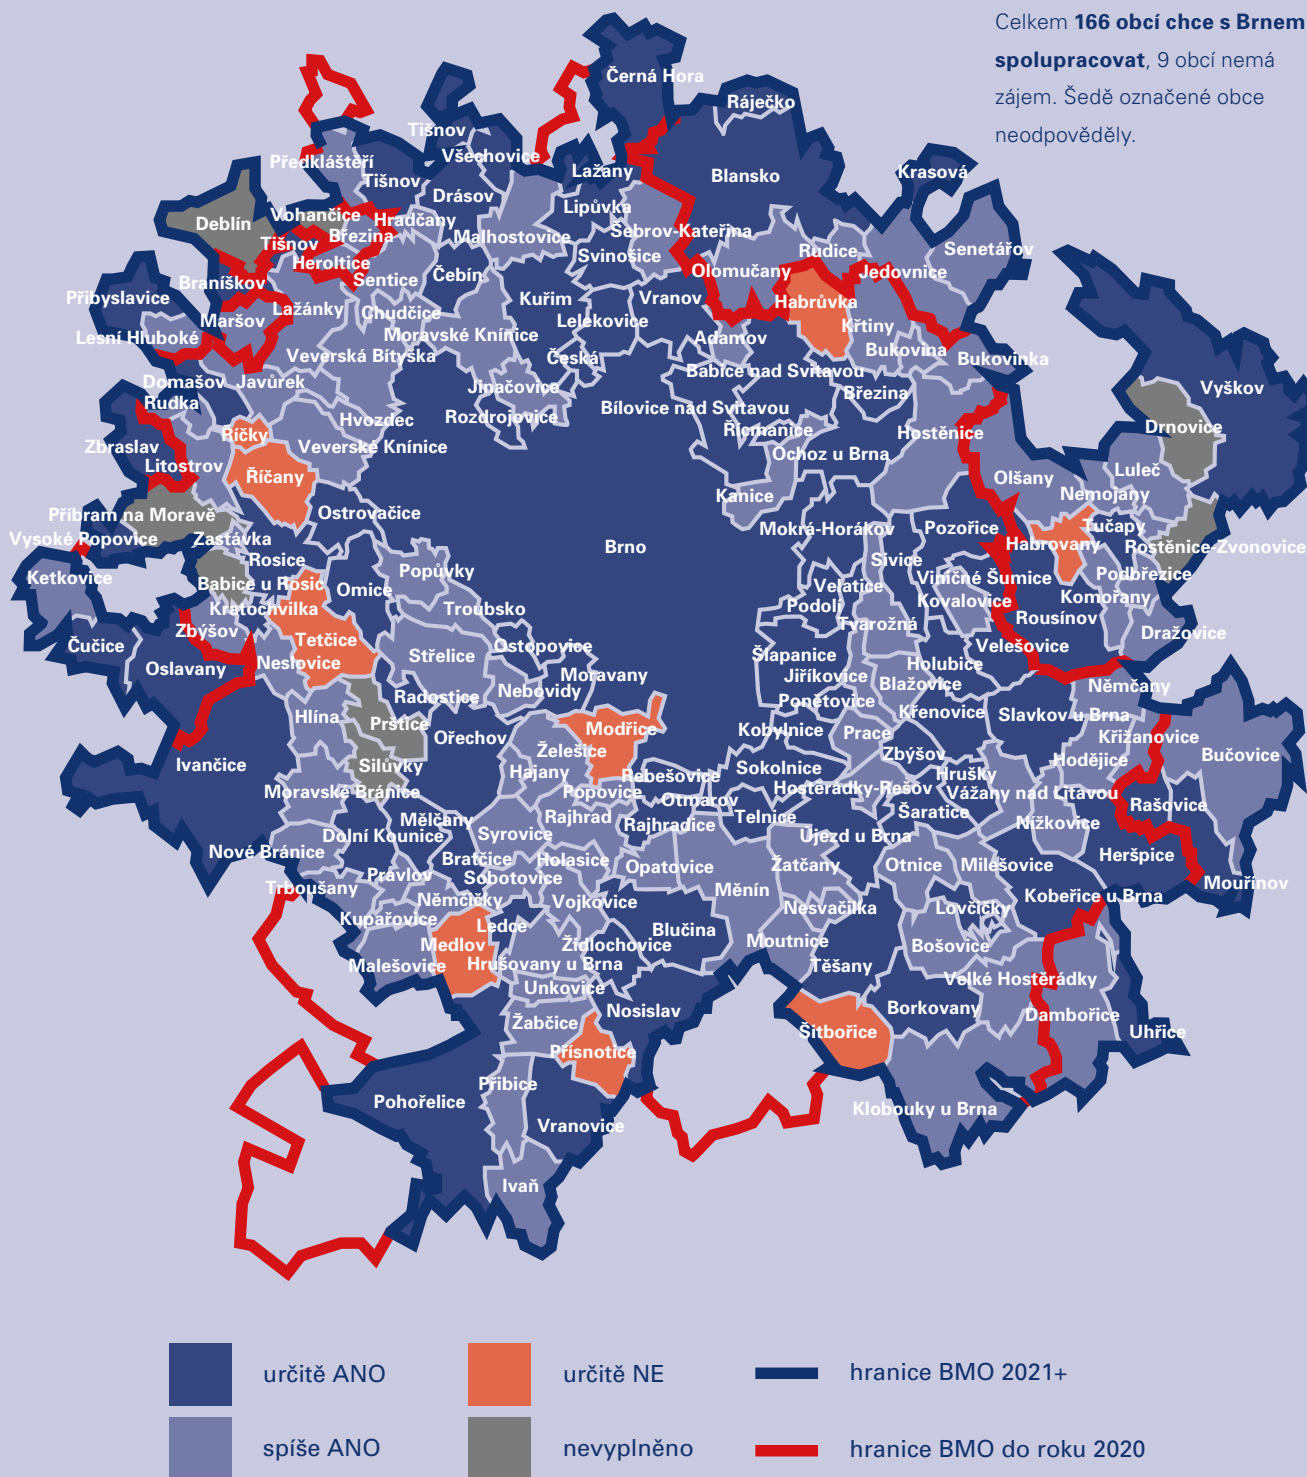 Celkem 166 obcí chce s Brnem
spolupracovat, 9 obcí nemá
zájem. Šedě označené obce
neodpověděly.
Černá Hora
Ráječko
Tišnov
Všechovice
Předklášteří
Lažany
Blansko
Krasová
Tišnov
Drásov
Lipůvka
Deblín
Vohančice
Hradčany
Malhostovice
Šebrov-Kateřina
Březina
Tišnov
Svinošice
Rudice
Senetářov
Heroltice
Olomučany
Jedovnice
Braníškov
Sentice
Čebín
Přibyslavice
Kuřim
Vranov
Habrůvka
Lažánky
Chudčice
Maršov
Lelekovice
Křtiny
Lesní Hluboké
Moravské Knínice
Adamov
Bukovina
Veverská Bítýška
Česká
Bukovinka
Babice nad Svitavou
Domašov
Javůrek
Jinačovice
Vyškov
Rudka
Březina
Bílovice nad Svitavou
Rozdrojovice
Hvozdec
Drnovice
Říčky
Řícmanice
Hostěnice
Zbraslav
Veverské Knínice
Ochoz u Brna
Litostrov
Luleč
Říčany
Olšany
Kanice
Nemojany
Příbram na Moravě
Ostrovačice
Mokrá-Horákov
Pozořice
Tučapy
Vysoké Popovice
Zastávka
Habrovany
Rostěnice-Zvonovice
Brno
Rosice
Sivice
Ketkovice
Popůvky
Podbřezice
Babice u Rosic
Omice
Velatice
Viničné Šumice
Komořany
Kratochvilka
Troubsko
Podolí
Kovalovice
Rousínov
Zbýšov
Tvarožná
Dražovice
Tetčice
Čučice
Ostopovice
Velešovice
Střelice
Šlapanice
Neslovice
Holubice
Oslavany
Moravany
Jiříkovice
Blažovice
Němčany
Radostice
Nebovidy
Ponětovice
Hlína
Křenovice
Slavkov u Brna
Prštice
Modřice
Kobylnice
Prace
Křižanovice
Ořechov
Želešice
Zbýšov
Bučovice
Ivančice
Silůvky
Hajany
Sokolnice
Hodějice
Rebešovice
Hrušky
Moravské Bránice
Popovice
Hostěrádky-Rešov
Vážany nad Litavou
Otmarov
Rašovice
Mělčany
Rajhrad
Telnice
Šaratice
Rajhradice
Nížkovice
Dolní Kounice
Syrovice
Újezd u Brna
Nové Bránice
Bratčice
Holasice
Heršpice
Opatovice
Žatčany
Otnice
Milešovice
Pravlov
Sobotovice
Mouřínov
Trboušany
Měnín
Němčičky
Vojkovice
Kobeřice u Brna
Nesvačilka
Lovčičky
Kupařovice
Ledce
Blučina
Medlov
Židlochovice
Moutnice
Bošovice
Malešovice
Hrušovany u Brna
Těšany
Velké Hostěrádky
Unkovice
Nosislav
Borkovany
Dambořice
Žabčice
Šitbořice
Uhřice
Přísnotice
Přibice
Pohořelice
Klobouky u Brna
Vranovice
Ivaň
určitě ANO
určitě NE
hranice BMO 2021+
spíše ANO
nevyplněno
hranice BMO do roku 2020